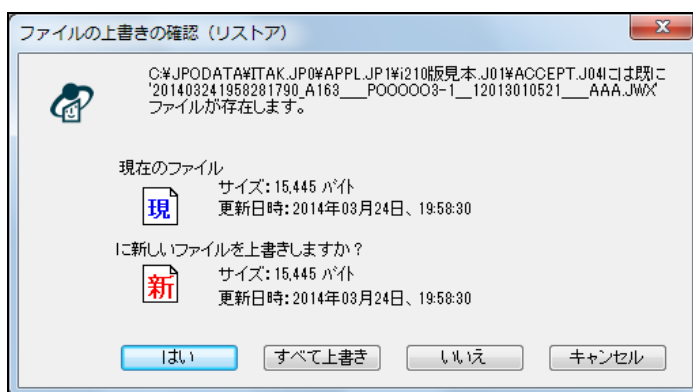 ファイルの上書きの確認（リストア）
C:¥JPODATA¥ITAK.JP0¥APPL.JP1¥i210版見本.J01¥ACCEPT.J04には既に
'201403241958281790_A163___POOOOO3-1__12013010521___AAA.JWX'
ファイルが存在します。
現在のファイル
サイズ：15,445 バイト
現
更新日時：2014年03月24日、19:58:30
に新しいファイルを上書きしますか？
サイズ：15,445 バイト
新
更新日時：2014年03月24日、19:58:30
はい
すべて上書き
いいえ
キャンセル